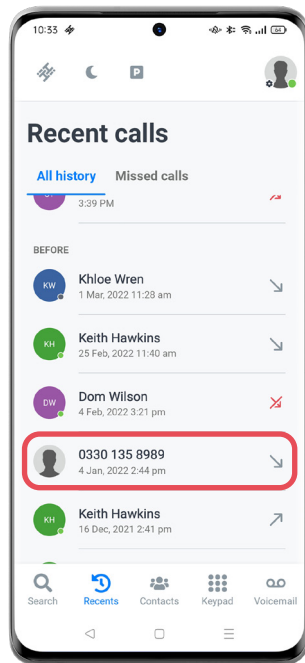 10:33
64
P
Recent calls
All history Missed calls
3:39 PM
BEFORE
KW
Khloe Wren
1 Mar, 2022 11:28 am
KH
Keith Hawkins
25 Feb, 2022 11:40 am
DW
Dom Wilson
4 Feb, 2022 3:21 pm
0330 135 8989
4 Jan, 2022 2:44 pm
KH
Keith Hawkins
16 Dec, 2021 2:41 pm
Search Recents Contacts Keypad Voicemail